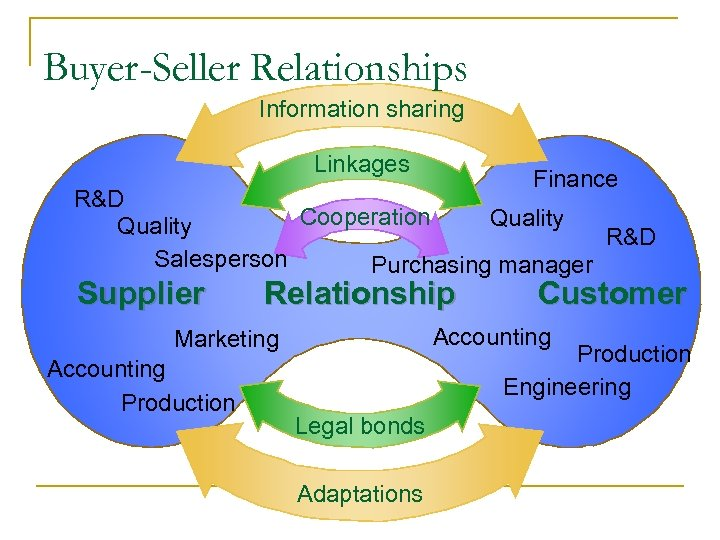 Buyer-Seller Relationships
Information sharing
Linkages
Finance
R&D
Quality
Cooperation
Quality
R&D
Salesperson
Purchasing manager
Supplier Relationship Customer
Marketing
Accounting
Production
Accounting
Engineering
Production
Legal bonds
Adaptations